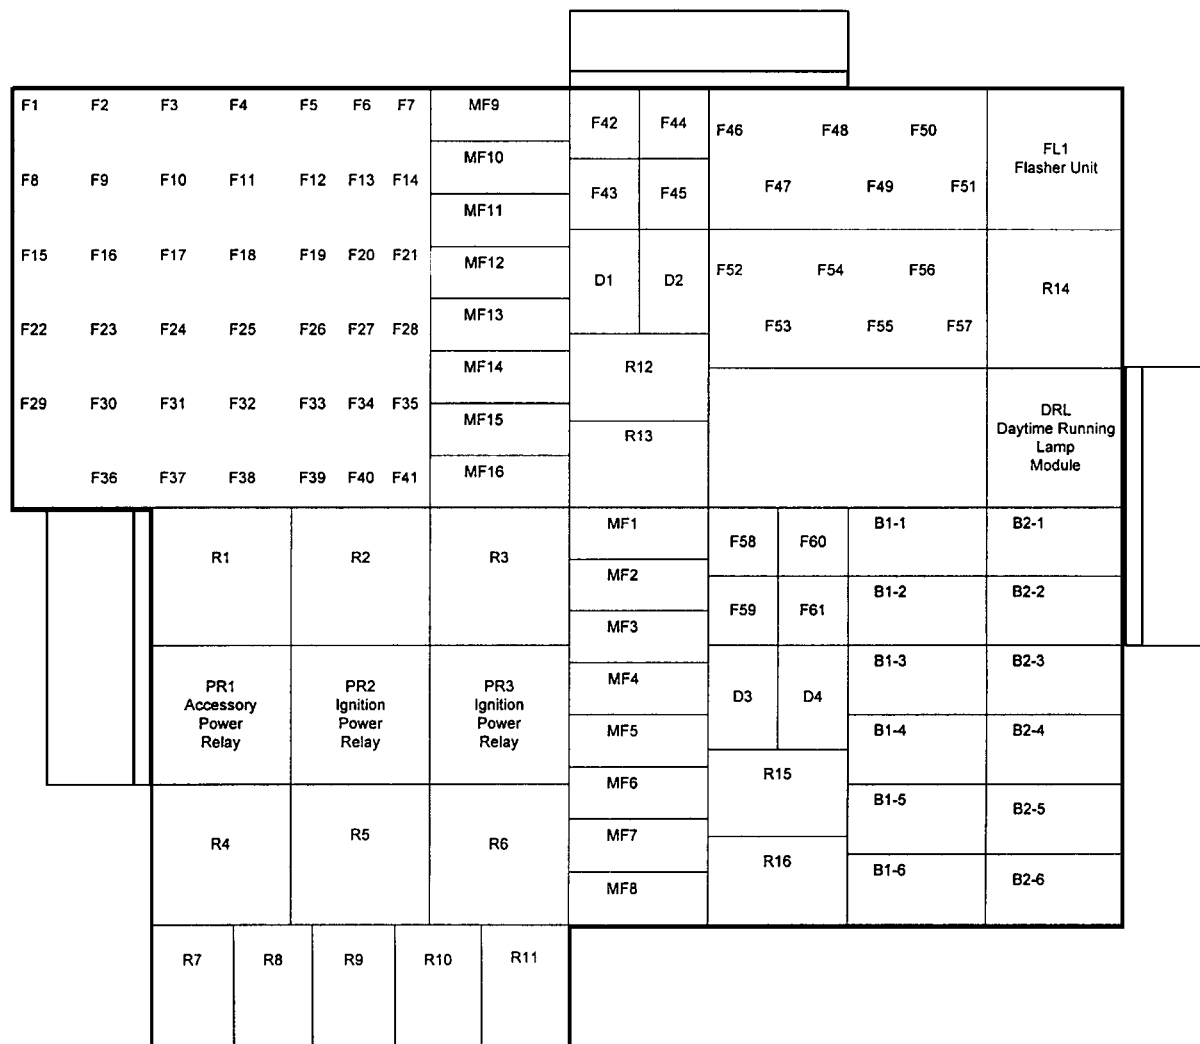 F1 F2 F3 F4 F5 F6 F7
F8 F9 F10 F11 F12 F13 F14
F15 F16 F17 F18 F19 F20 F21
F22 F23 F24 F25 F26 F27 F28
F29 F30 F31 F32 F33 F34 F35
F36 F37 F38 F39 F40 F41
MF9
MF10
MF11
MF12
MF13
MF14
MF15
MF16
F42 F44
F43 F45
D1 D2
R12
R13
F46 F48 F50
F47 F49 F51
F52 F54 F56
F53 F55 F57
FL1
Flasher Unit
R14
DRL
Daytime Running
Lamp
Module
R1 R2 R3
PR1
Accessory
Power
Relay
PR2
Ignition
Power
Relay
PR3
Ignition
Power
Relay
R4 R5 R6
R7 R8 R9 R10 R11
MF1
MF2
MF3
MF4
MF5
MF6
MF7
MF8
F58 F60
F59 F61
D3 D4
R15
R16
B1-1 B2-1
B1-2 B2-2
B1-3 B2-3
B1-4 B2-4
B1-5 B2-5
B1-6 B2-6